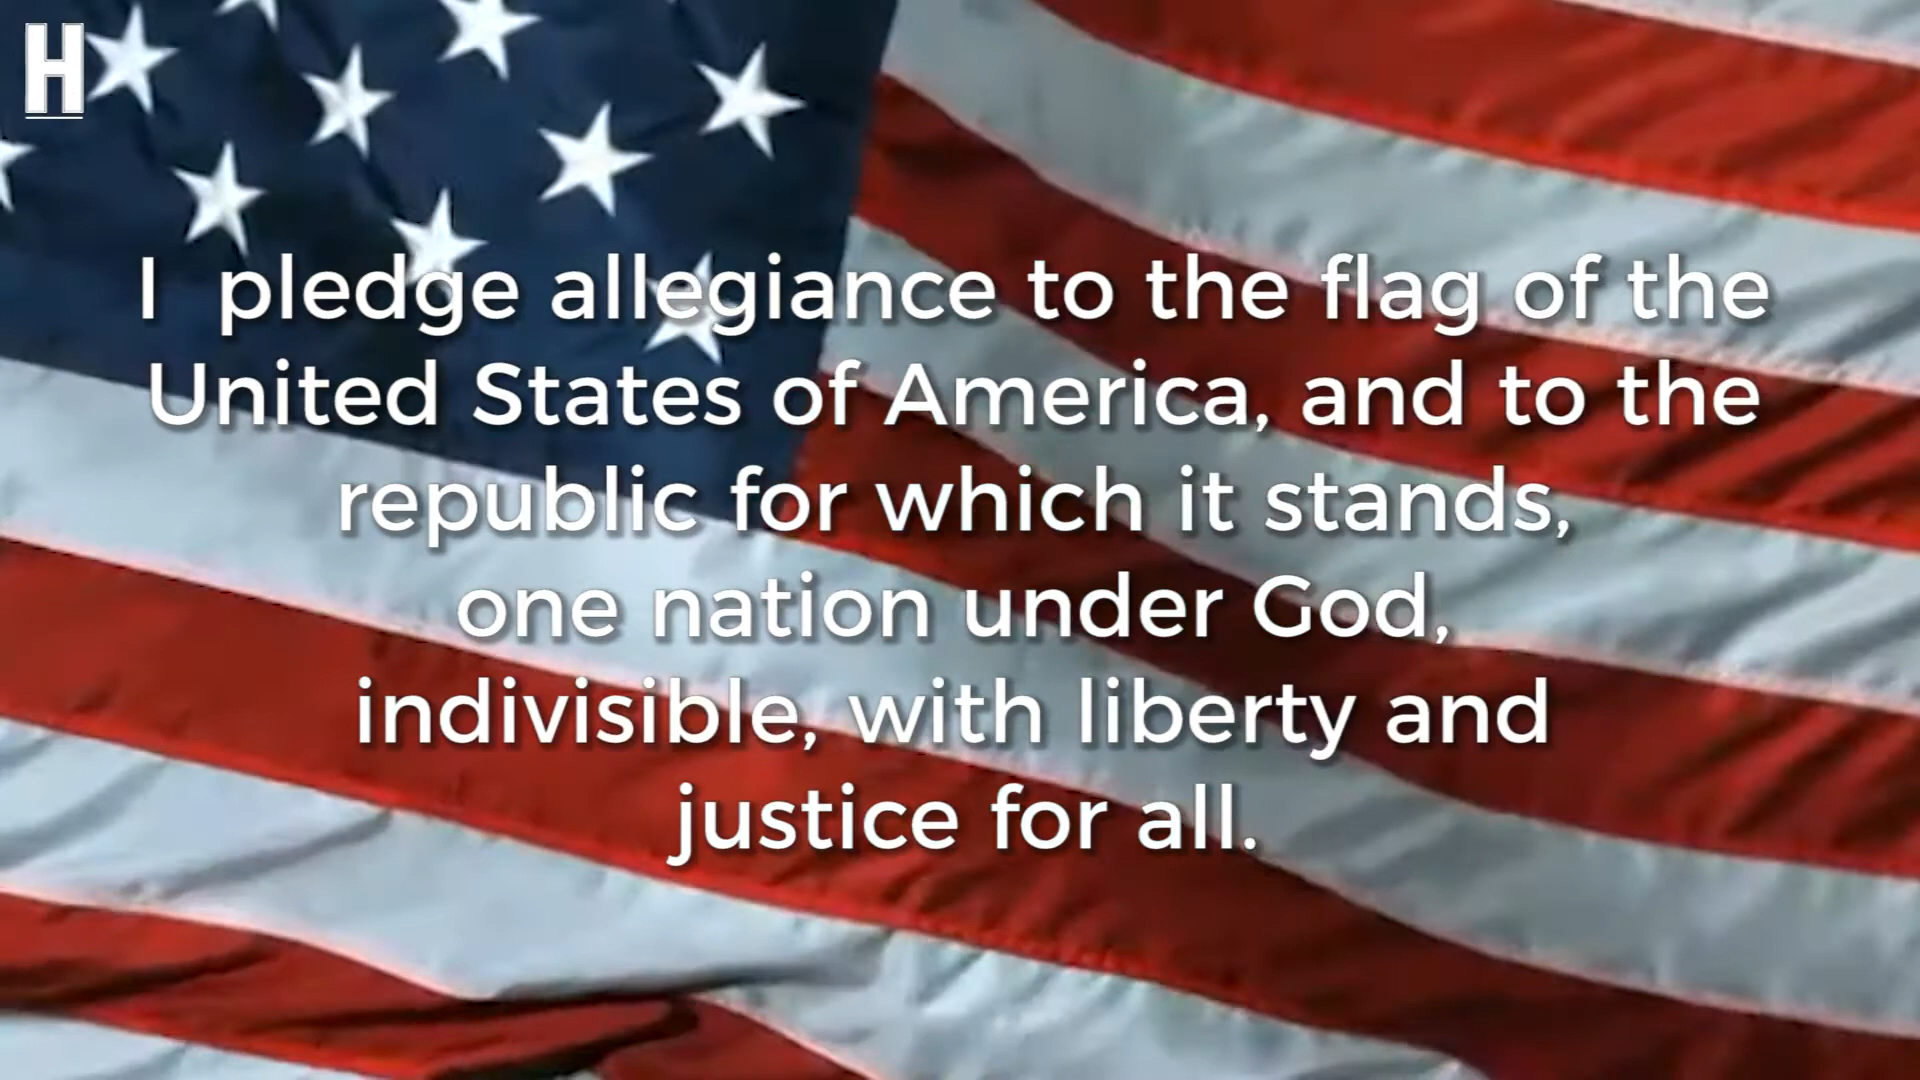 H
I pledge allegiance to the flag of the
United States of America, and to the
republic for which it stands,
one nation under God,
indivisible, with liberty and
justice for all.